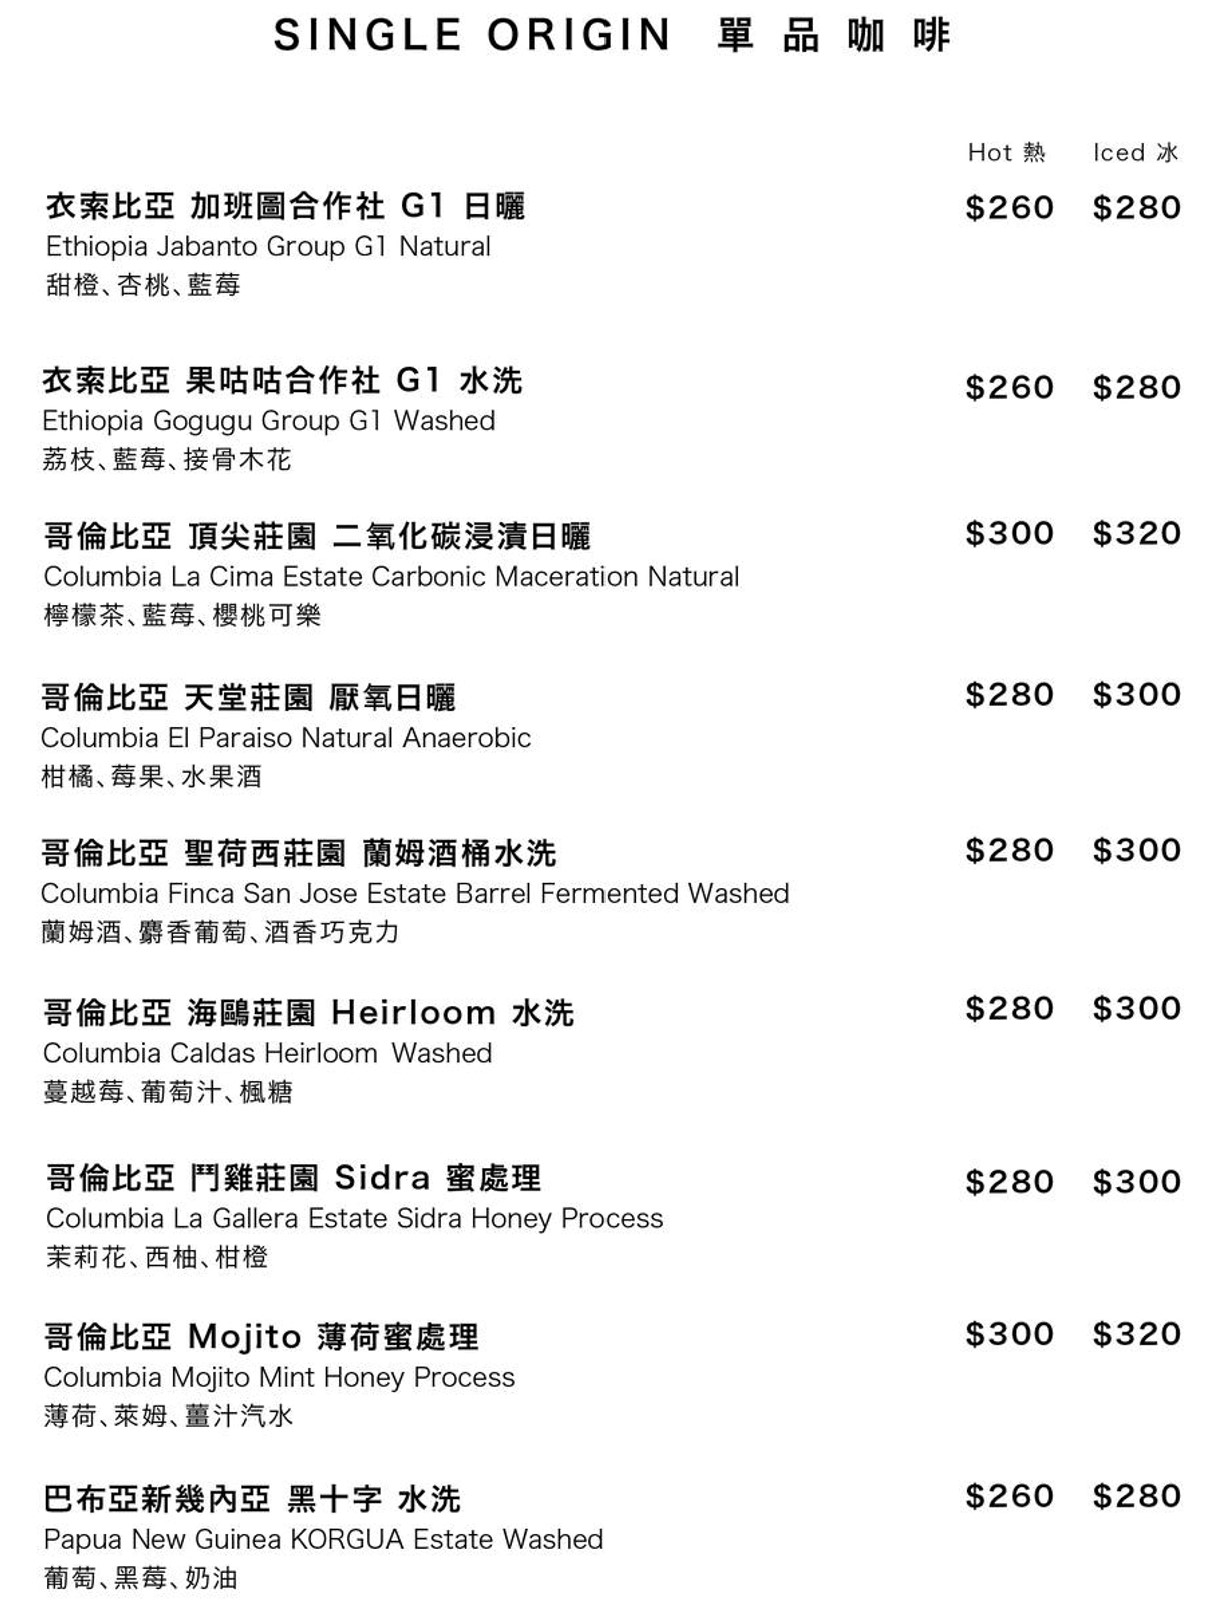 SINGLE ORIGIN 單品咖啡
Hot 熱 Iced 冰
衣索比亞 加班圖合作社 G1 日曬 $260 $280
Ethiopia Jabanto Group G1 Natural
甜橙、杏桃、藍莓
衣索比亞 果咕咕合作社 G1 水洗 $260 $280
Ethiopia Gogugu Group G1 Washed
荔枝、藍莓、接骨木花
哥倫比亞 頂尖莊園 二氧化碳浸漬日曬 $300 $320
Columbia La Cima Estate Carbonic Maceration Natural
檸檬茶、藍莓、櫻桃可樂
哥倫比亞 天堂莊園 厭氧日曬 $280 $300
Columbia El Paraiso Natural Anaerobic
柑橘、莓果、水果酒
哥倫比亞 聖荷西莊園 蘭姆酒桶水洗 $280 $300
Columbia Finca San Jose Estate Barrel Fermented Washed
蘭姆酒、麝香葡萄、酒香巧克力
哥倫比亞 海鷗莊園 Heirloom 水洗 $280 $300
Columbia Caldas Heirloom Washed
蔓越莓、葡萄汁、楓糖
哥倫比亞 鬥雞莊園 Sidra 蜜處理 $280 $300
Columbia La Gallera Estate Sidra Honey Process
茉莉花、西柚、柑橙
哥倫比亞 Mojito 薄荷蜜處理 $300 $320
Columbia Mojito Mint Honey Process
薄荷、萊姆、薑汁汽水
巴布亞新幾內亞 黑十字 水洗 $260 $280
Papua New Guinea KORGUA Estate Washed
葡萄、黑莓、奶油